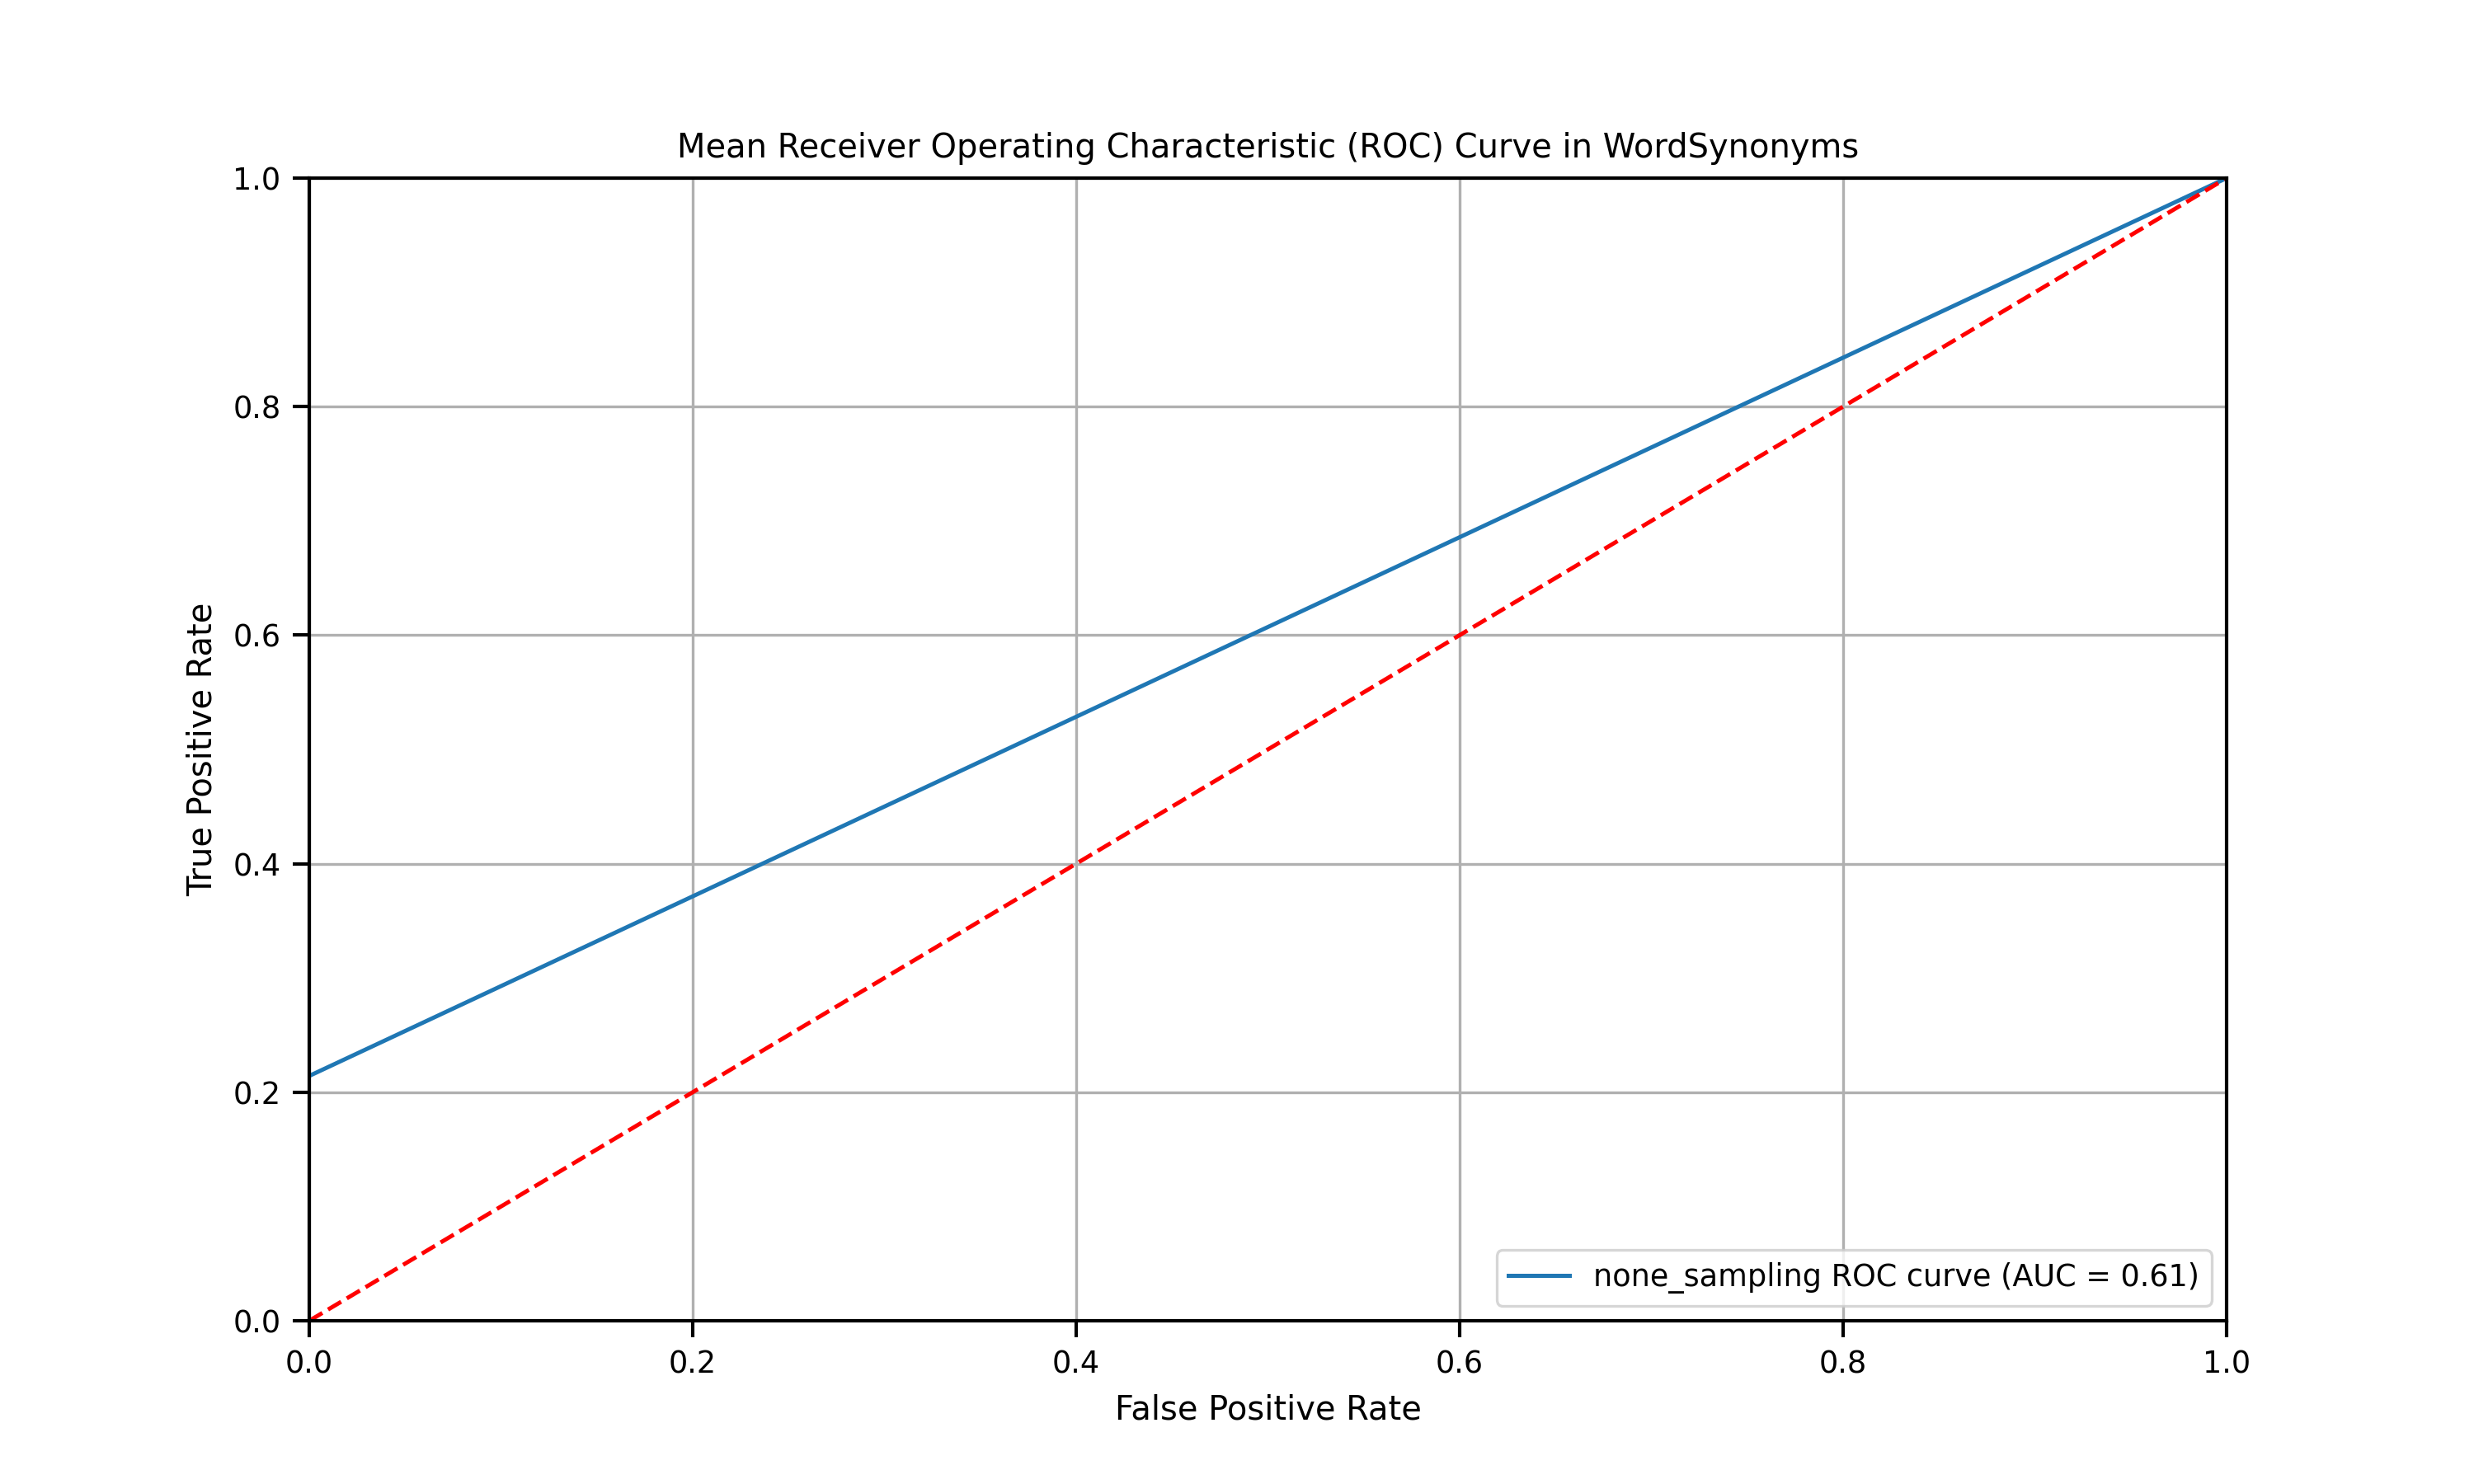 Mean Receiver Operating Characteristic (ROC) Curve in WordSynonyms
1.0
0.8
0.6
0.4
0.2
0.0
True Positive Rate
none_sampling ROC curve (AUC = 0.61)
0.0 0.2 0.4 0.6 0.8 1.0
False Positive Rate